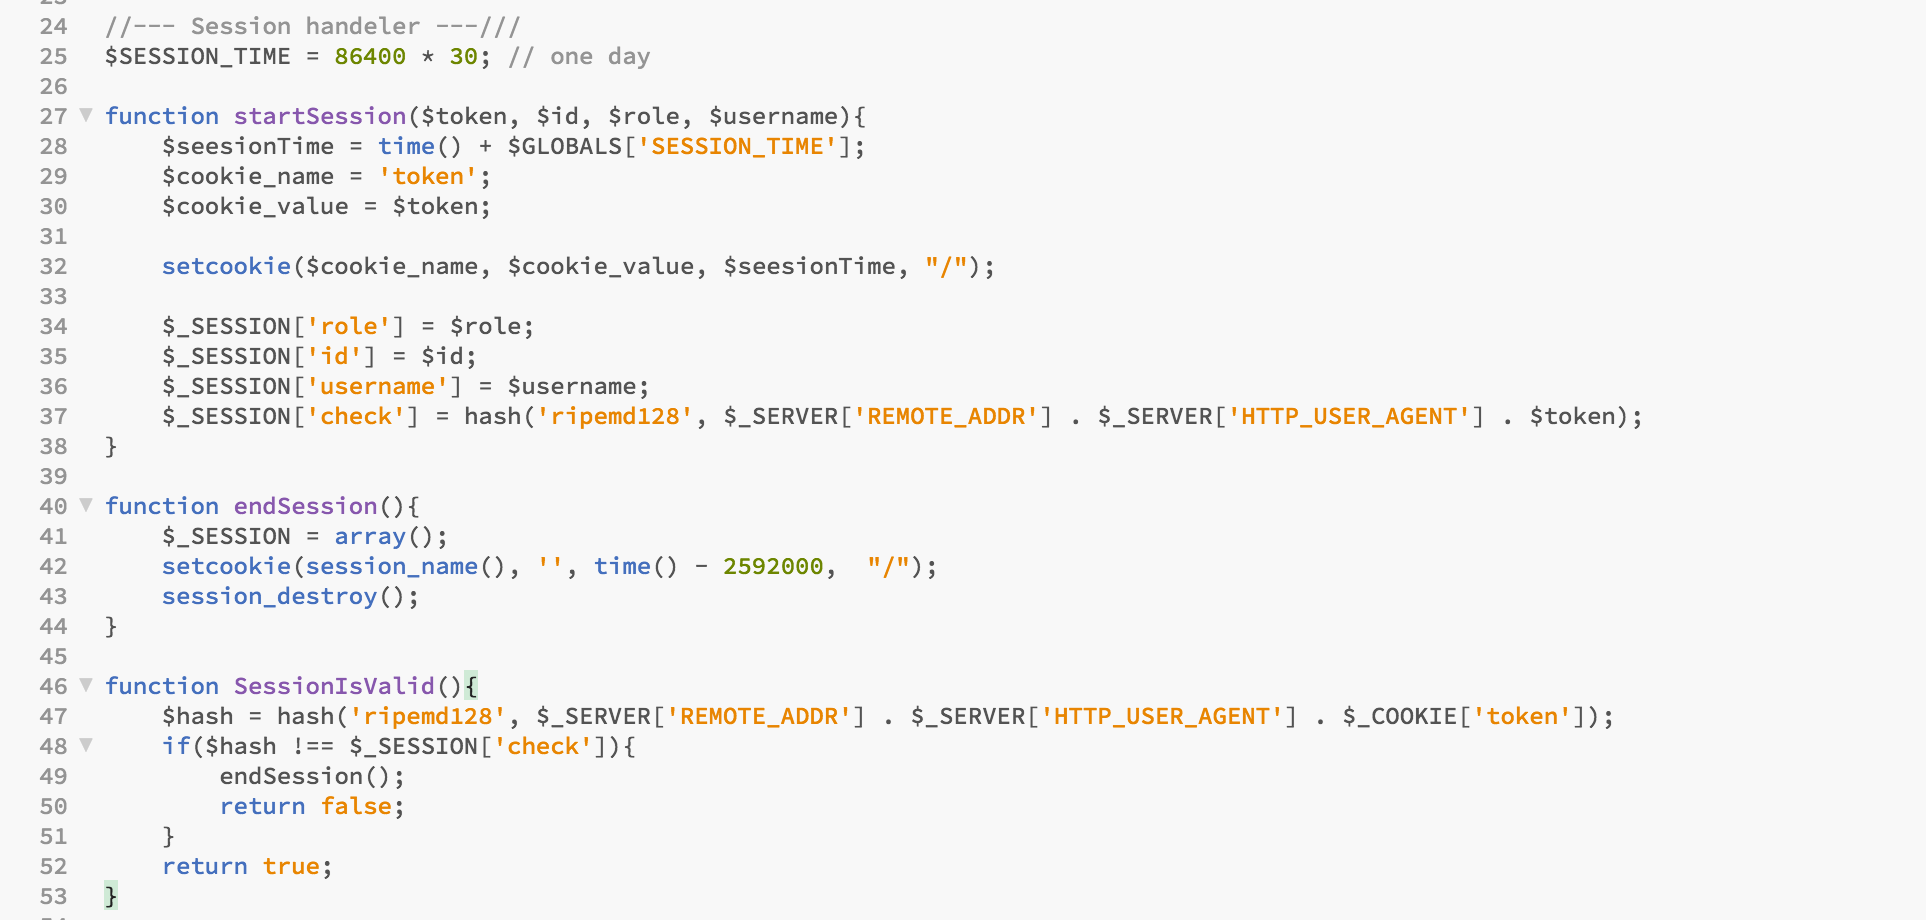 24 //--- Session handeler ---///
25 $SESSION_TIME = 86400 * 30; // one day
26
27 function startSession($token, $id, $role, $username){
28     $seesionTime = time() + $GLOBALS['SESSION_TIME'];
29     $cookie_name = 'token';
30     $cookie_value = $token;
31
32     setcookie($cookie_name, $cookie_value, $seesionTime, "/");
33
34     $_SESSION['role'] = $role;
35     $_SESSION['id'] = $id;
36     $_SESSION['username'] = $username;
37     $_SESSION['check'] = hash('ripemd128', $_SERVER['REMOTE_ADDR'] . $_SERVER['HTTP_USER_AGENT'] . $token);
38 }
39
40 function endSession(){
41     $_SESSION = array();
42     setcookie(session_name(), '', time() - 2592000,  "/");
43     session_destroy();
44 }
45
46 function SessionIsValid(){
47     $hash = hash('ripemd128', $_SERVER['REMOTE_ADDR'] . $_SERVER['HTTP_USER_AGENT'] . $_COOKIE['token']);
48     if($hash !== $_SESSION['check']){
49         endSession();
50         return false;
51     }
52     return true;
53 }